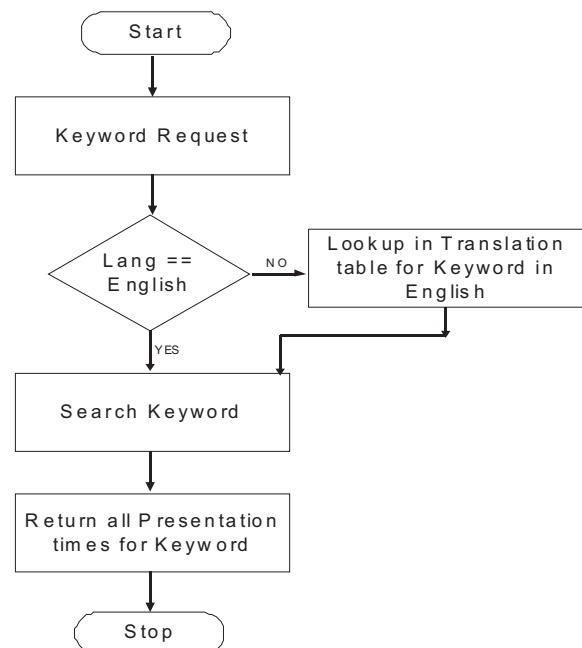 Start
Keyword Request
Lang ==
English
NO
Lookup in Translation
table for Keyword in
English
YES
Search Keyword
Return all Presentation
times for Keyword
Stop